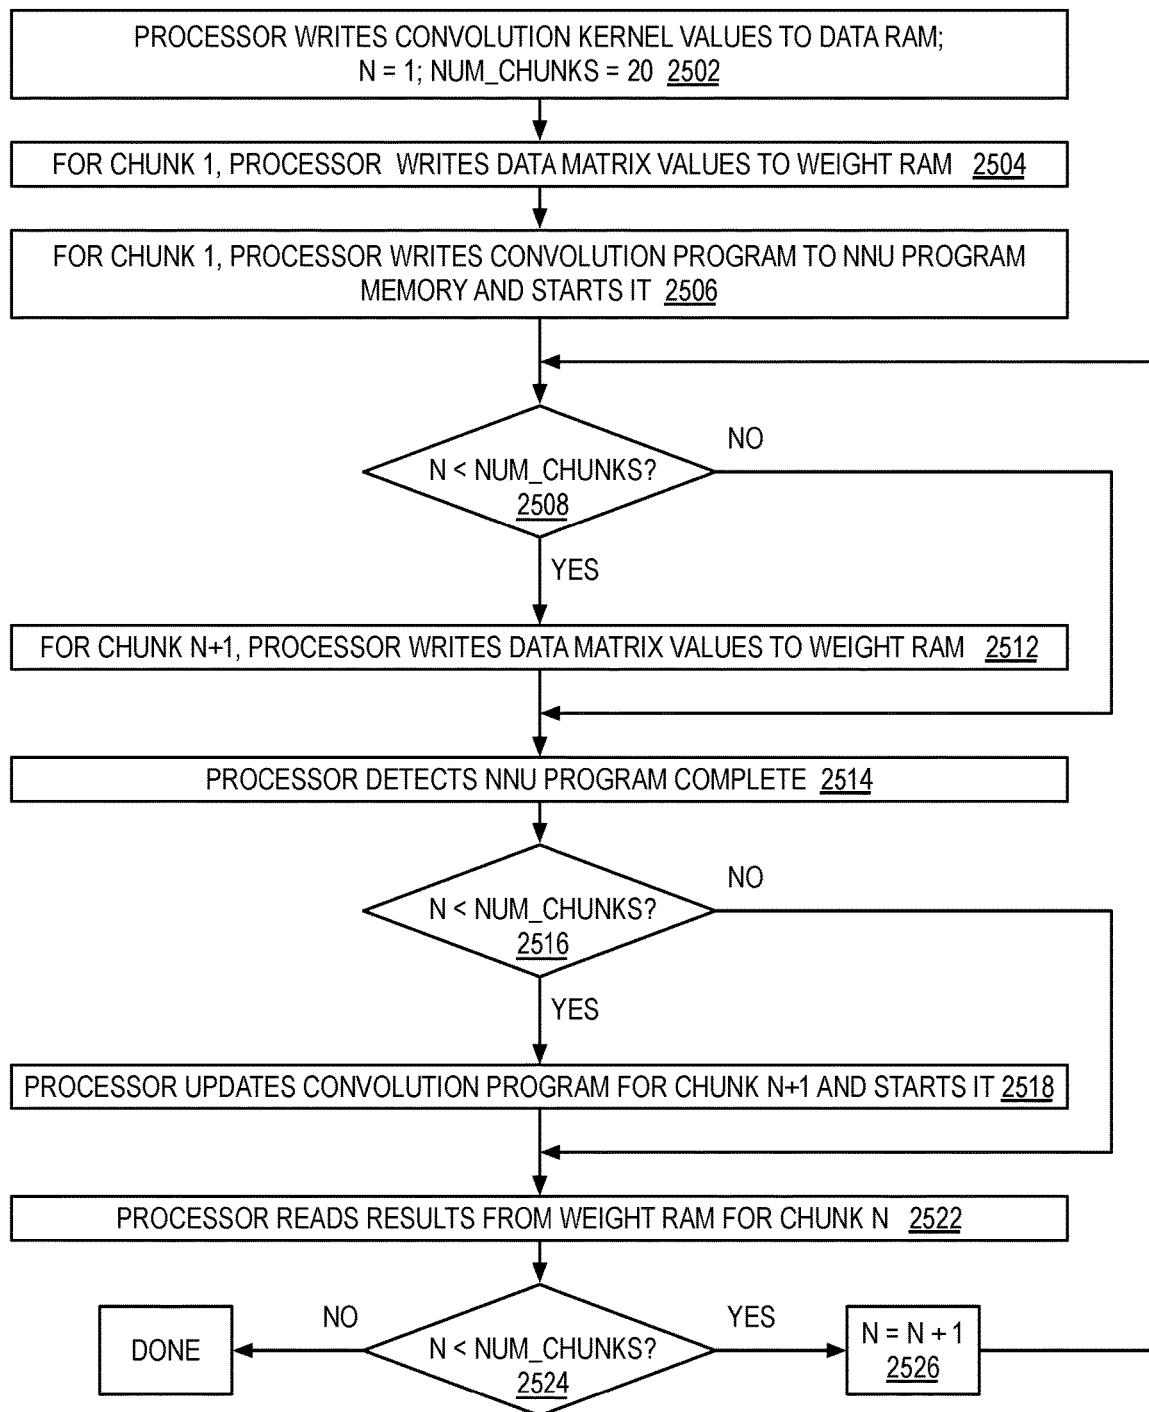 PROCESSOR WRITES CONVOLUTION KERNEL VALUES TO DATA RAM;
N = 1; NUM_CHUNKS = 20 2502
FOR CHUNK 1, PROCESSOR WRITES DATA MATRIX VALUES TO WEIGHT RAM 2504
FOR CHUNK 1, PROCESSOR WRITES CONVOLUTION PROGRAM TO NNU PROGRAM
MEMORY AND STARTS IT 2506
N < NUM_CHUNKS?
2508
NO
YES
FOR CHUNK N+1, PROCESSOR WRITES DATA MATRIX VALUES TO WEIGHT RAM 2512
PROCESSOR DETECTS NNU PROGRAM COMPLETE 2514
N < NUM_CHUNKS?
2516
NO
YES
PROCESSOR UPDATES CONVOLUTION PROGRAM FOR CHUNK N+1 AND STARTS IT 2518
PROCESSOR READS RESULTS FROM WEIGHT RAM FOR CHUNK N 2522
DONE
NO
N < NUM_CHUNKS?
2524
YES
N = N + 1
2526